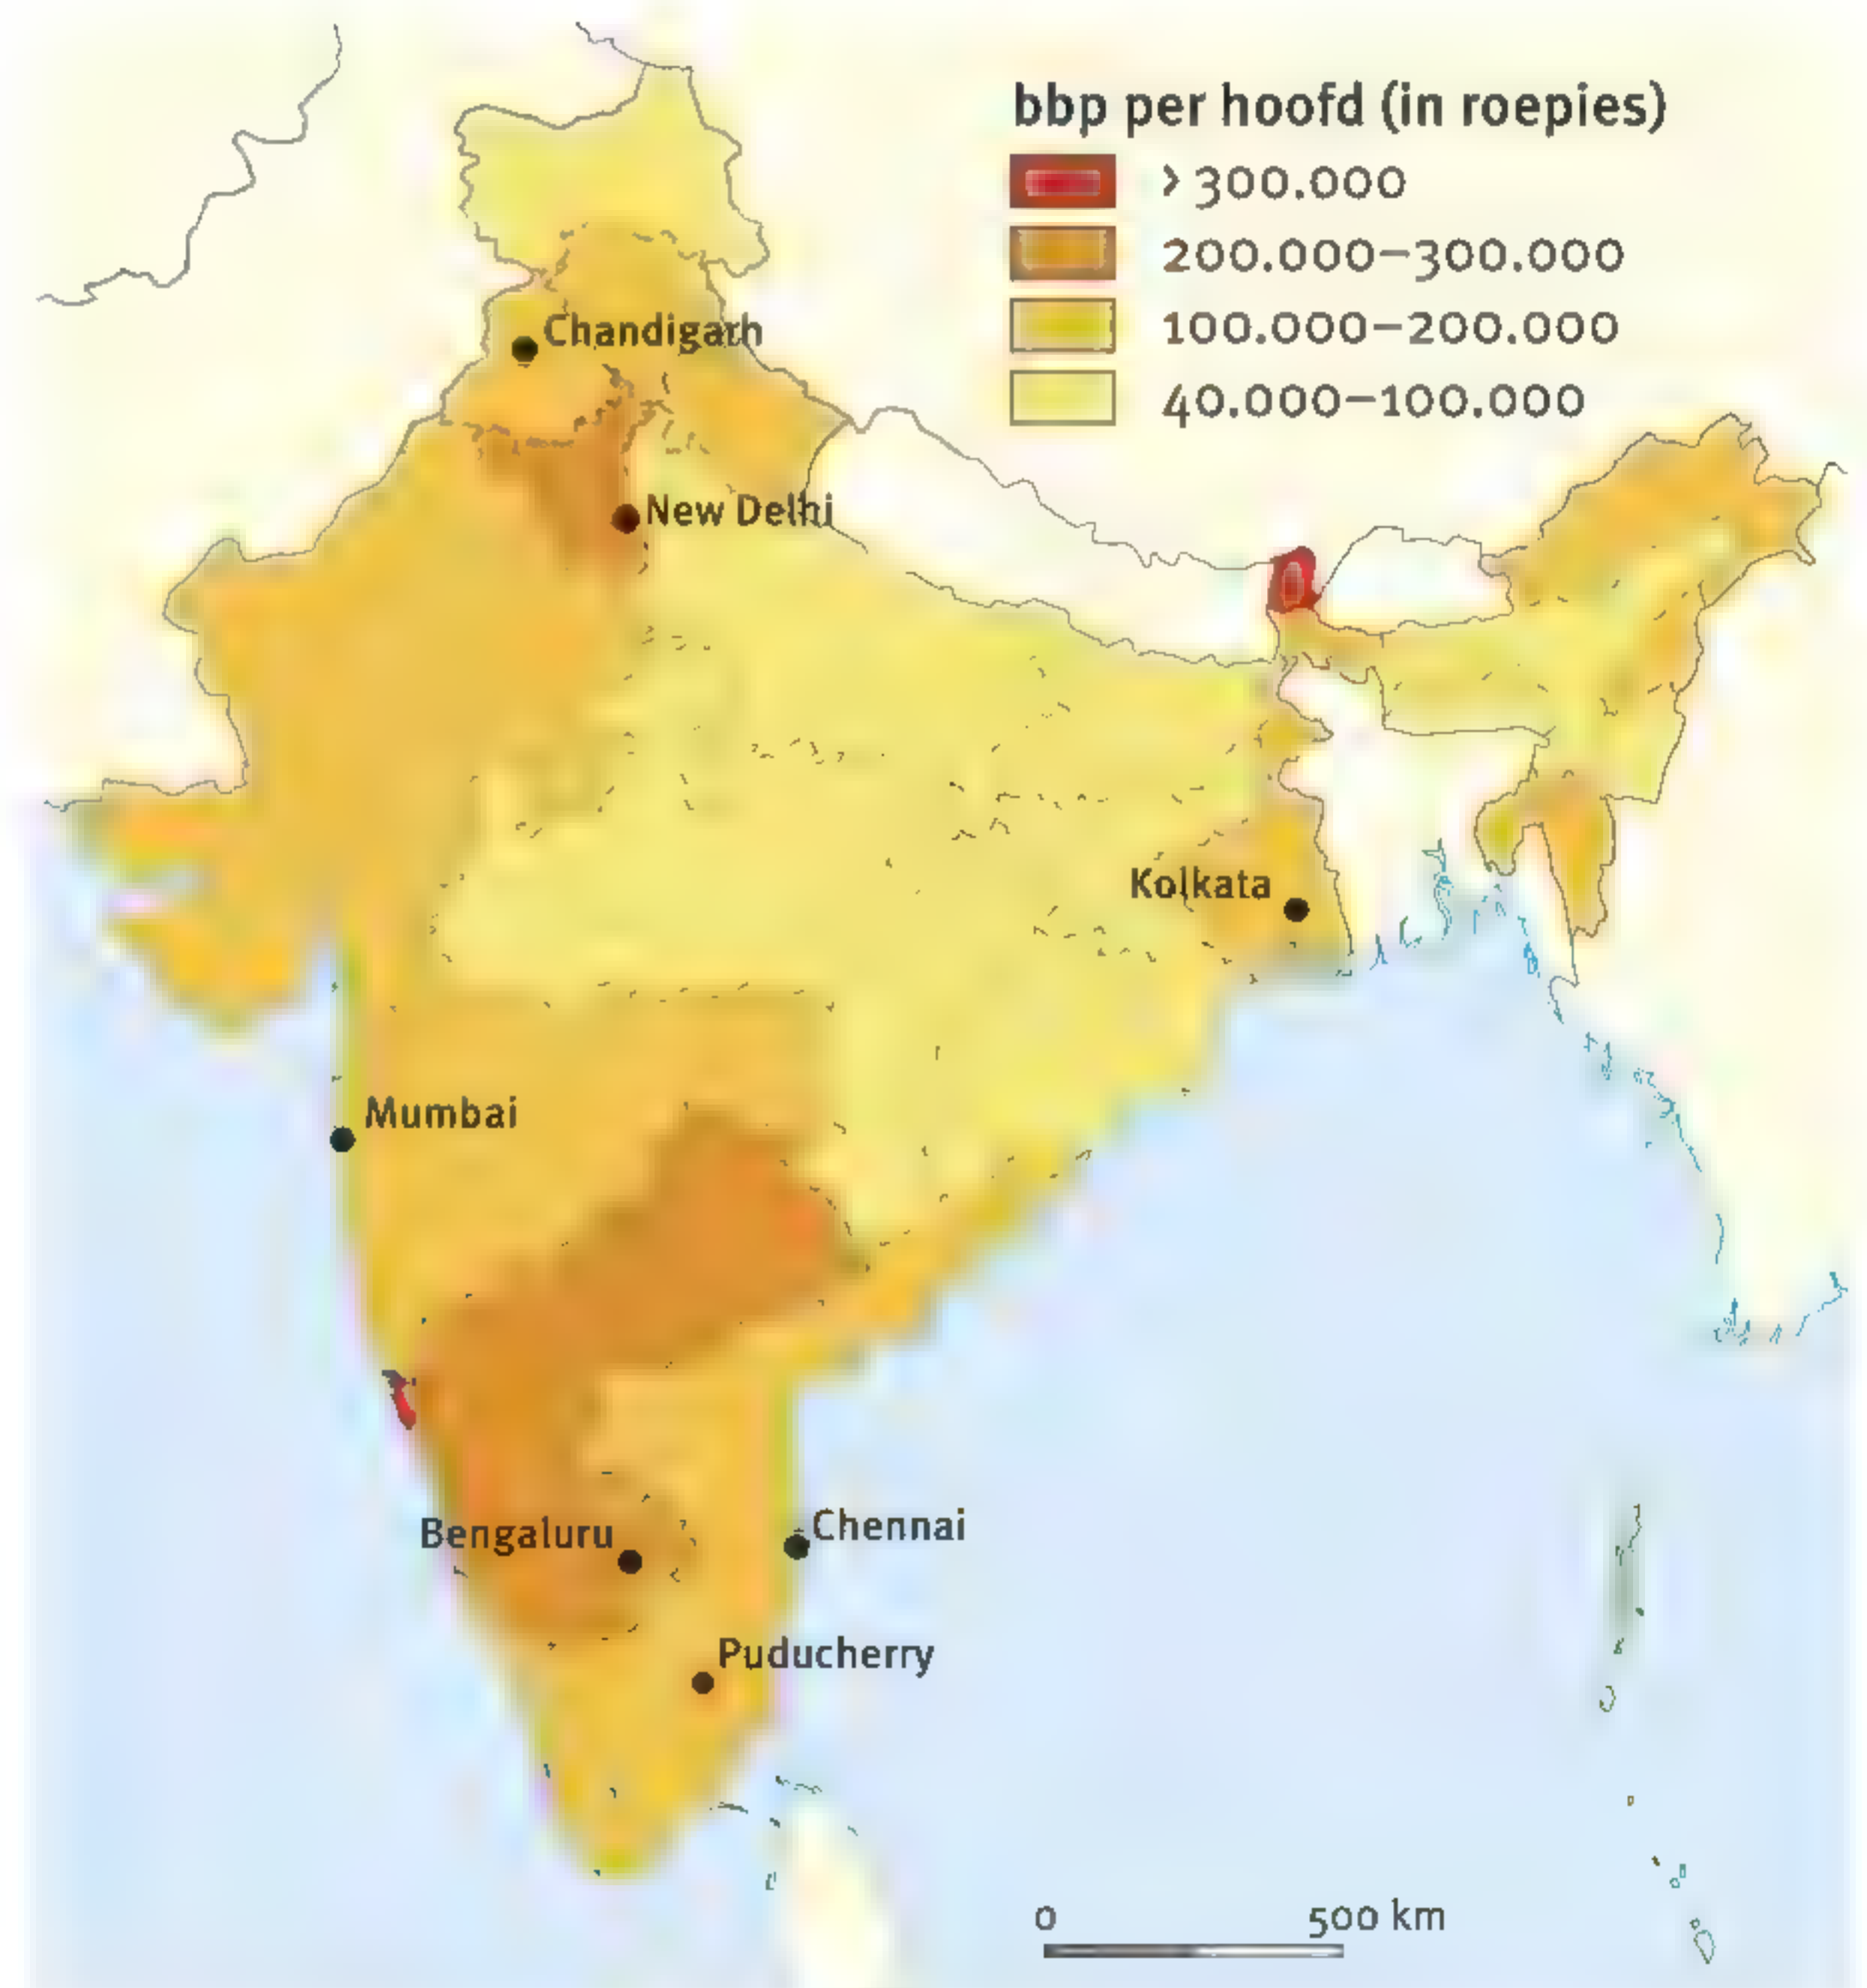 bbp per hoofd (in roepies)
> 300.000
200.000–300.000
100.000–200.000
40.000–100.000
Chandigarh
New Delhi
Kolkata
Mumbai
Bengaluru
Chennai
Puducherry
0 500 km